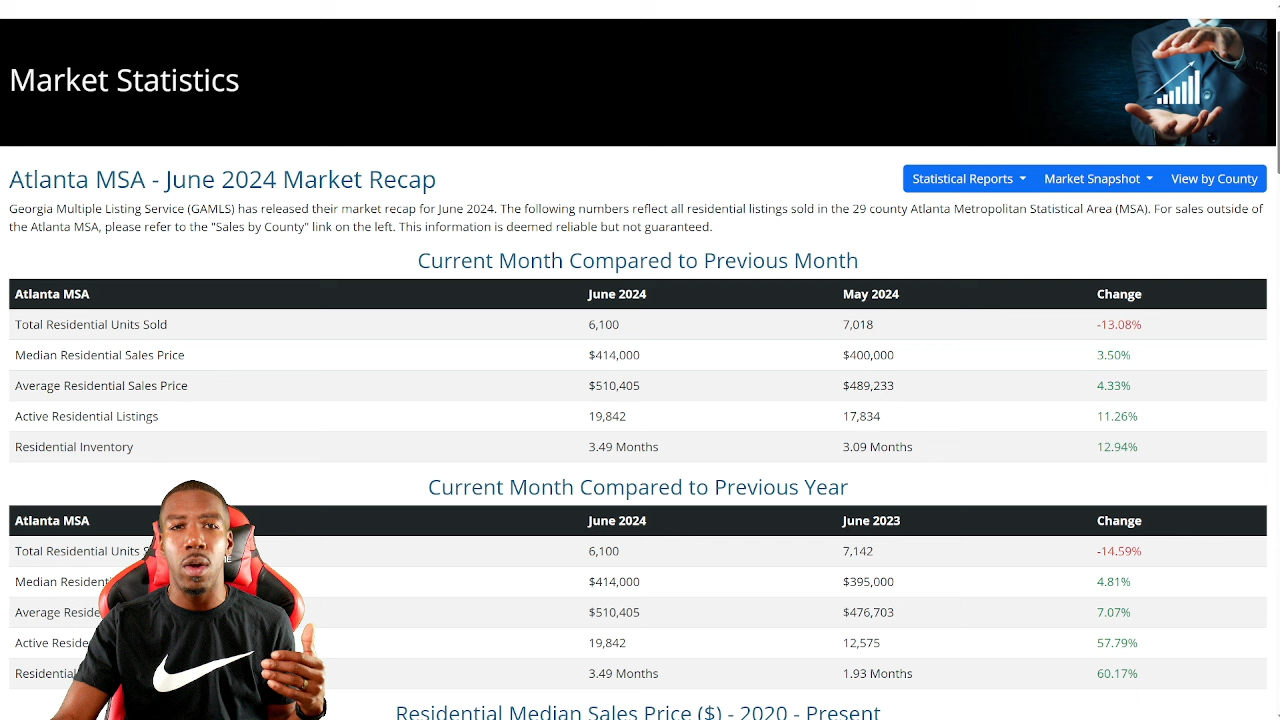 Market Statistics
Atlanta MSA - June 2024 Market Recap
Statistical Reports Market Snapshot View by County
Georgia Multiple Listing Service (GAMLS) has released their market recap for June 2024. The following numbers reflect all residential listings sold in the 29 county Atlanta Metropolitan Statistical Area (MSA). For sales outside of
the Atlanta MSA, please refer to the "Sales by County" link on the left. This information is deemed reliable but not guaranteed.
Current Month Compared to Previous Month
Atlanta MSA June 2024 May 2024 Change
Total Residential Units Sold 6,100 7,018 -13.08%
Median Residential Sales Price $414,000 $400,000 3.50%
Average Residential Sales Price $510,405 $489,233 4.33%
Active Residential Listings 19,842 17,834 11.26%
Residential Inventory 3.49 Months 3.09 Months 12.94%
Current Month Compared to Previous Year
Atlanta MSA June 2024 June 2023 Change
Total Residential Units 6,100 7,142 -14.59%
Median $414,000 $395,000 4.81%
Average $510,405 $476,703 7.07%
Active 19,842 12,575 57.79%
Residential 3.49 Months 1.93 Months 60.17%
Residential Median Sales Price ($) - 2020 - Present